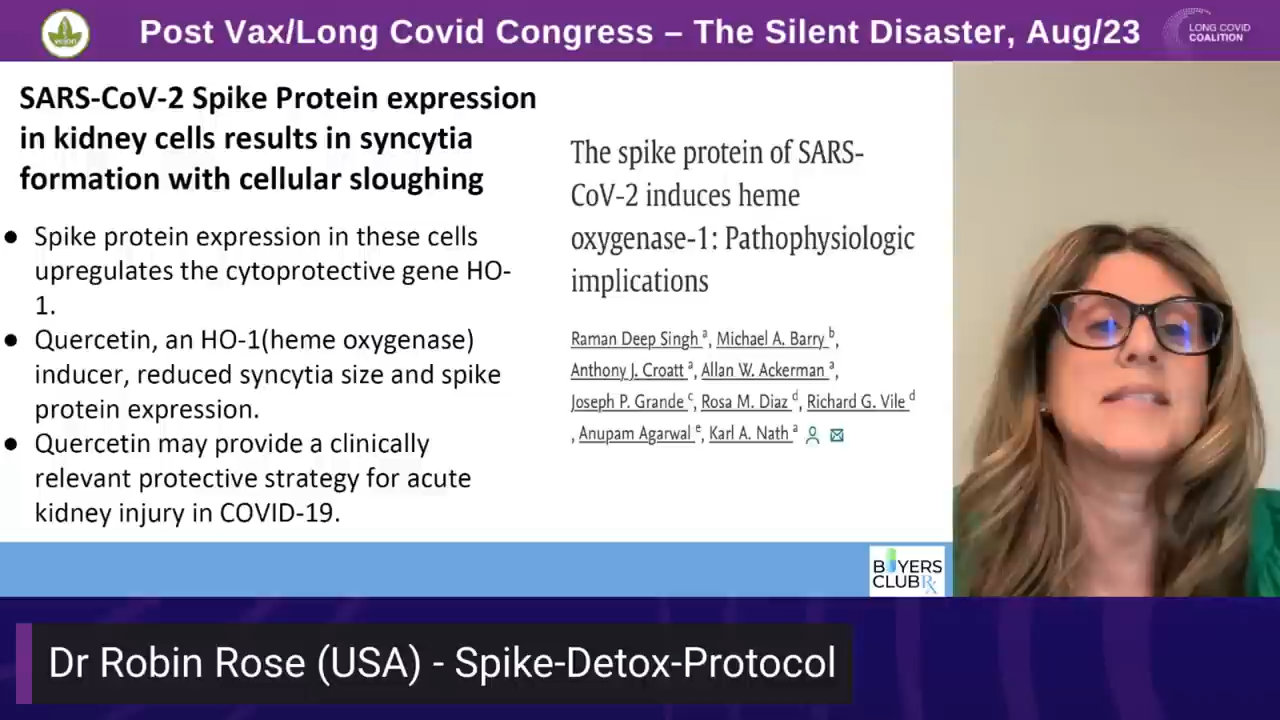 Post Vax/Long Covid Congress – The Silent Disaster, Aug/23
LONG COVID
COALITION
SARS-CoV-2 Spike Protein expression
in kidney cells results in syncytia
formation with cellular sloughing
● Spike protein expression in these cells
upregulates the cytoprotective gene HO-
1.
● Quercetin, an HO-1(heme oxygenase)
inducer, reduced syncytia size and spike
protein expression.
● Quercetin may provide a clinically
relevant protective strategy for acute
kidney injury in COVID-19.
The spike protein of SARS-
CoV-2 induces heme
oxygenase-1: Pathophysiologic
implications
Raman Deep Singh a, Michael A. Barry b,
Anthony J. Croatt a, Allan W. Ackerman a,
Joseph P. Grande c, Rosa M. Diaz d, Richard G. Vile d
, Anupam Agarwal e, Karl A. Nath a
BUYERS
CLUB Rx
Dr Robin Rose (USA) - Spike-Detox-Protocol